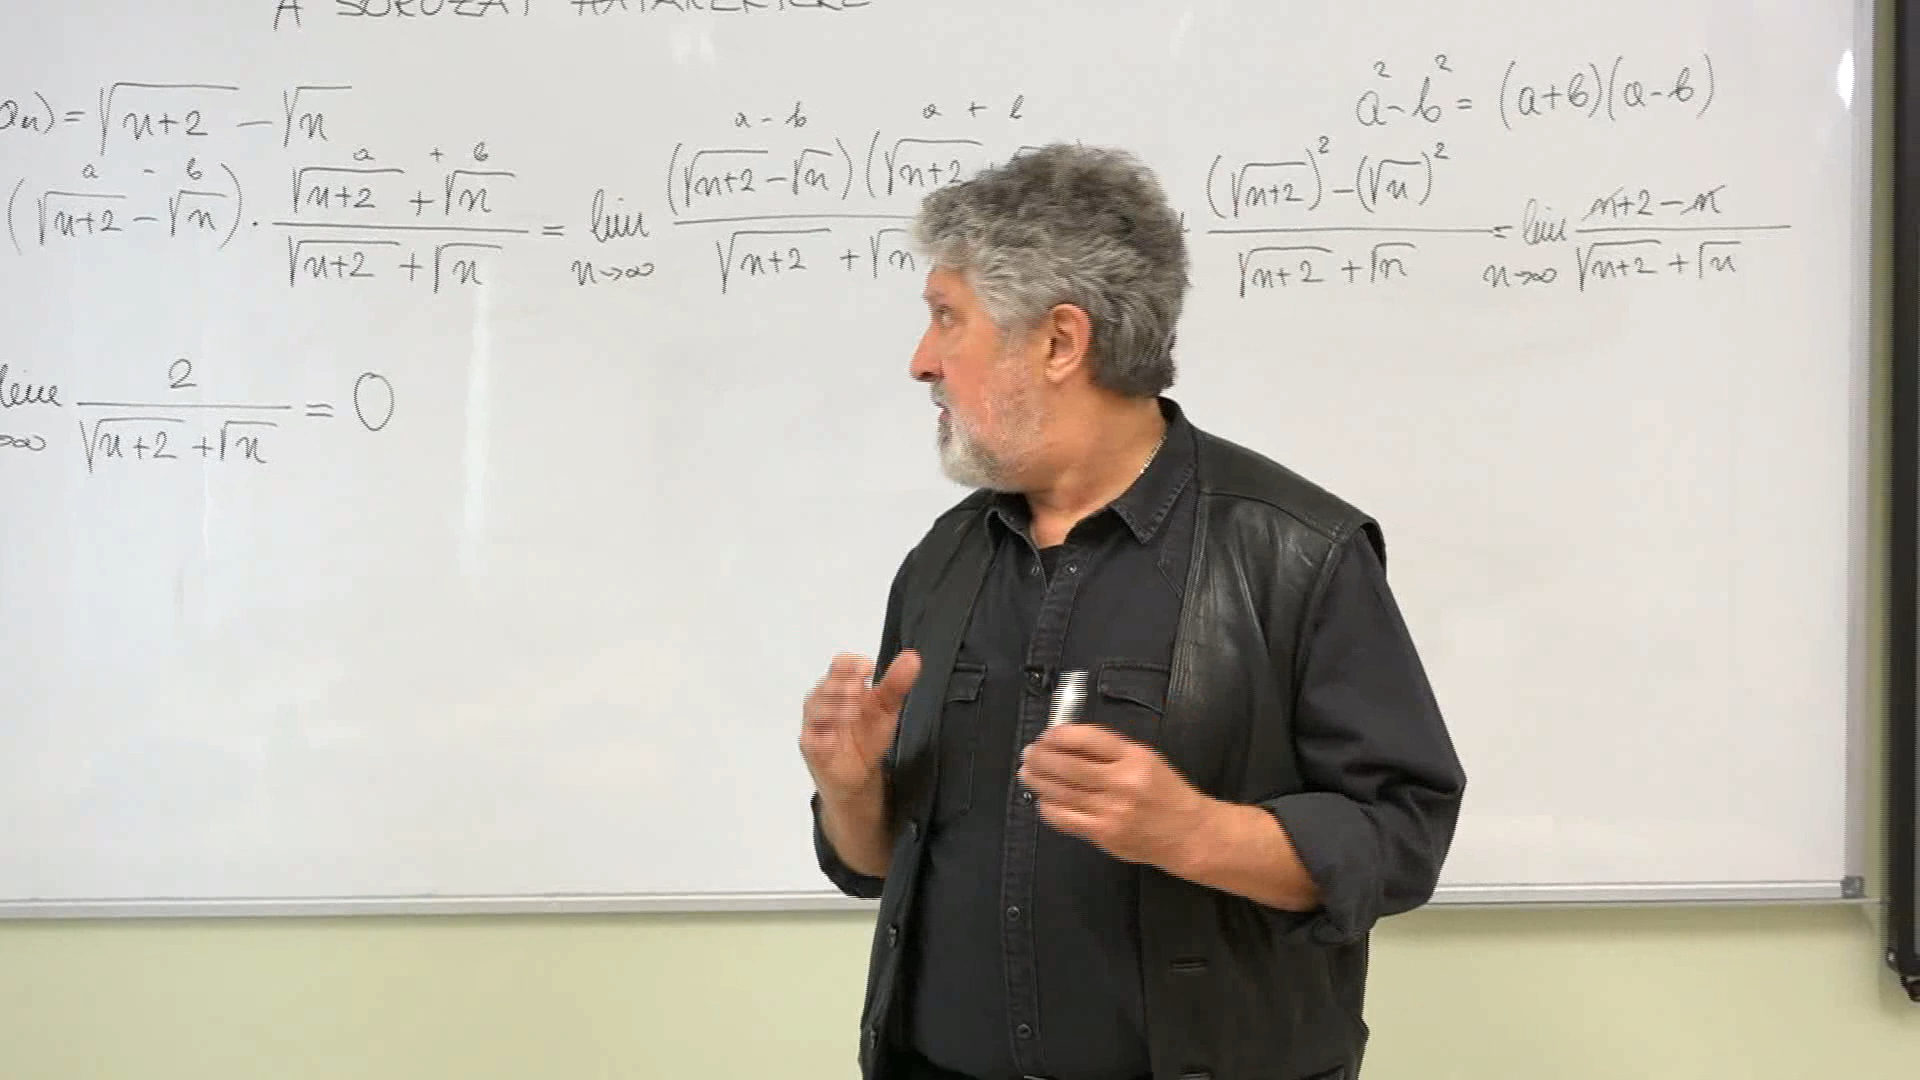 A SOROZAT HATÁRÉRTÉKE
an) = √(n+2) - √n
a² - b² = (a+b)(a-b)
a - b a + b a - b a + b
(√(n+2) - √n) · (√(n+2) + √n)/(√(n+2) + √n) = lim n→∞ (√(n+2) - √n)(√(n+2) /(√(n+2) + √n ((√(n+2))² - (√n)²)/(√(n+2) + √n) = lim n→∞ (n+2-n)/(√(n+2) + √n)
lim →∞ 2/(√(n+2) + √n) = 0